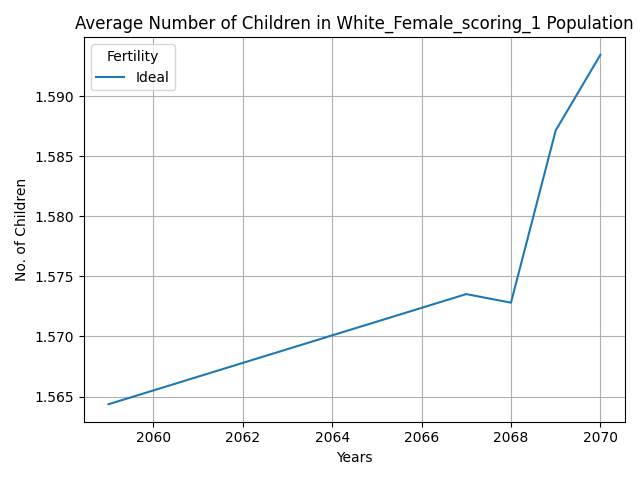 Average Number of Children in White_Female_scoring_1 Population
Fertility
Ideal
1.590
1.585
1.580
1.575
1.570
1.565
No. of Children
2060 2062 2064 2066 2068 2070
Years